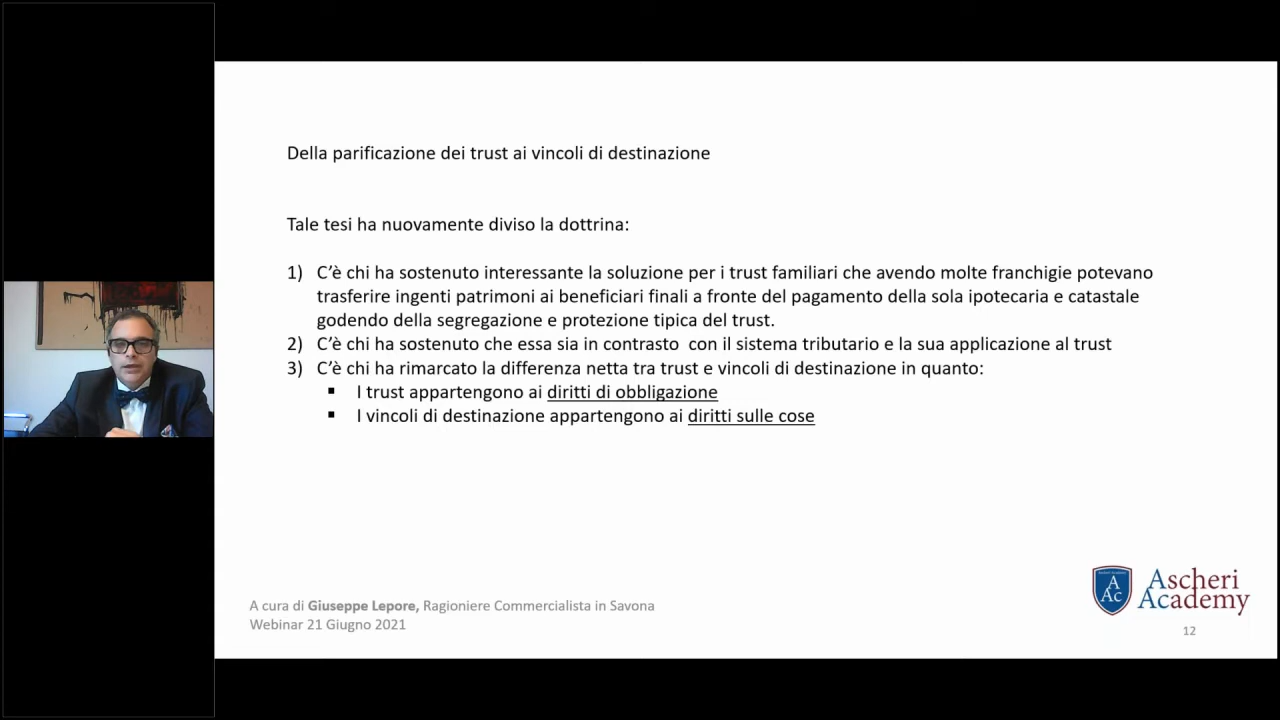 Della parificazione dei trust ai vincoli di destinazione
Tale tesi ha nuovamente diviso la dottrina:
1) C'è chi ha sostenuto interessante la soluzione per i trust familiari che avendo molte franchigie potevano
trasferire ingenti patrimoni ai beneficiari finali a fronte del pagamento della sola ipotecaria e catastale
godendo della segregazione e protezione tipica del trust.
2) C'è chi ha sostenuto che essa sia in contrasto con il sistema tributario e la sua applicazione al trust
3) C'è chi ha rimarcato la differenza netta tra trust e vincoli di destinazione in quanto:
▪ I trust appartengono ai diritti di obbligazione
▪ I vincoli di destinazione appartengono ai diritti sulle cose
A cura di Giuseppe Lepore, Ragioniere Commercialista in Savona
Webinar 21 Giugno 2021
A
Ac
Ascheri
Academy
12